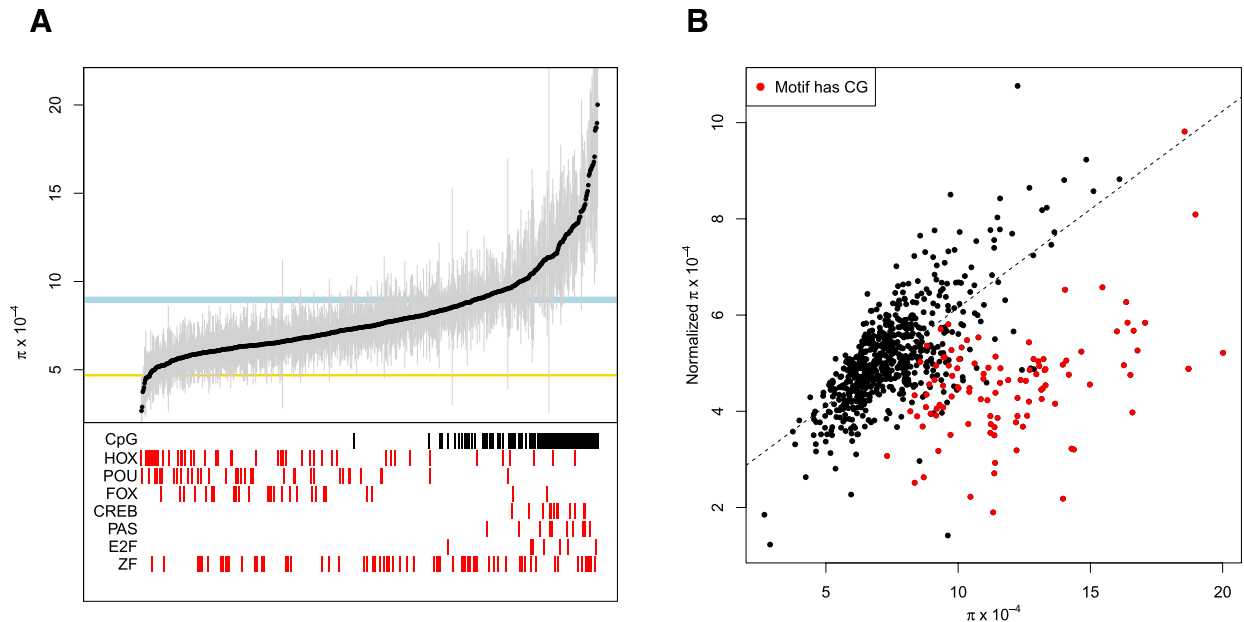 A
B
20
15
10
5
π x 10⁻⁴
CpG
HOX
POU
FOX
CREB
PAS
E2F
ZF
Motif has CG
10
8
6
4
2
Normalized π x 10⁻⁴
5
10
15
20
π x 10⁻⁴